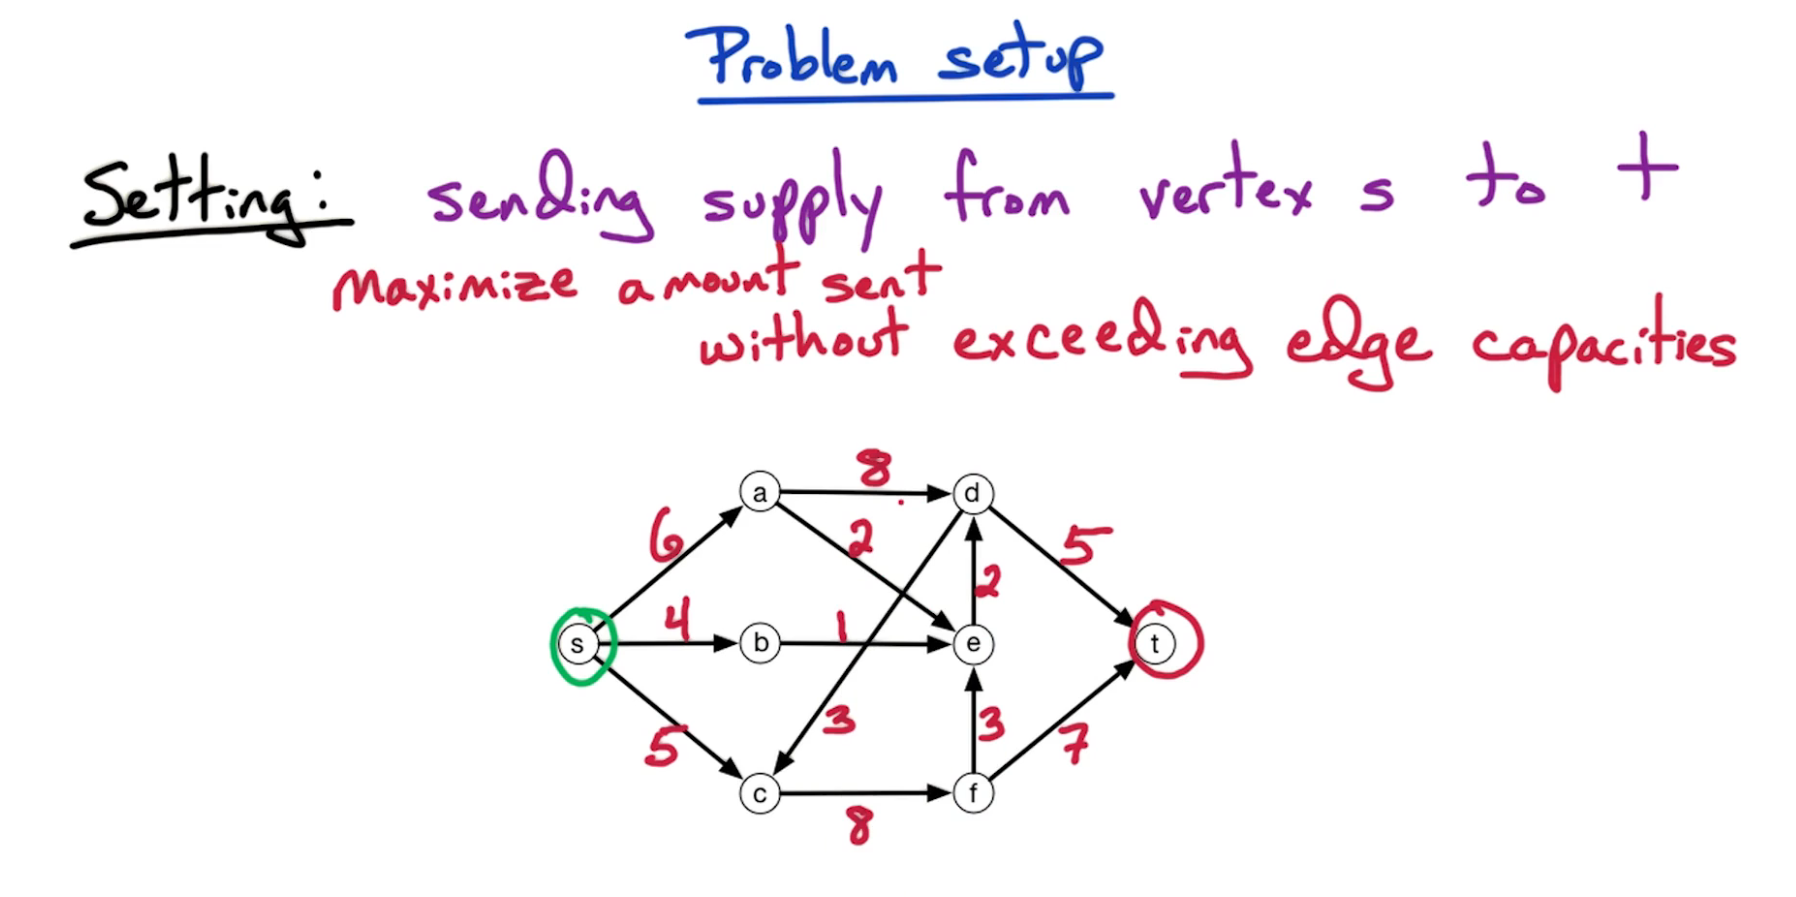 Problem setup
Setting: sending supply from vertex s to t
Maximize amount sent
without exceeding edge capacities
8
a d
6 2 5
2
4 1
s b e t
5 3 3 7
c f
8